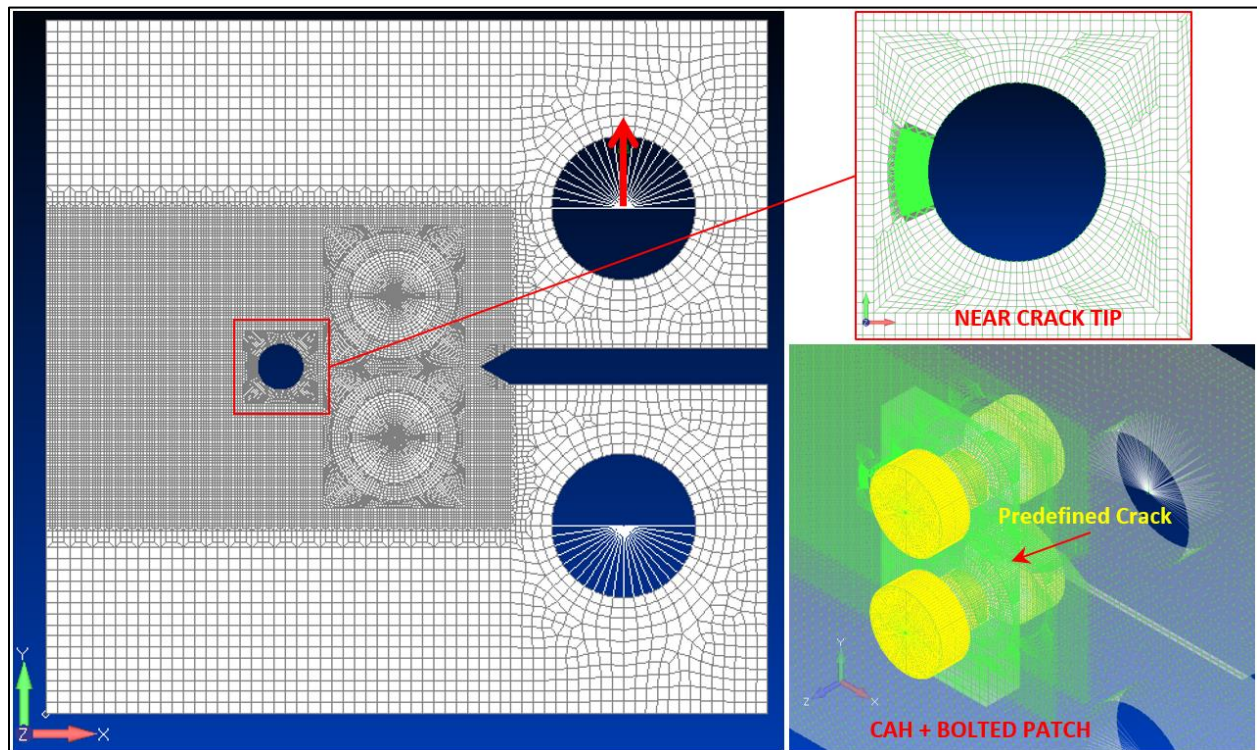 NEAR CRACK TIP
Predefined Crack
CAH + BOLTED PATCH
Y
Z
X
Y
Z
X